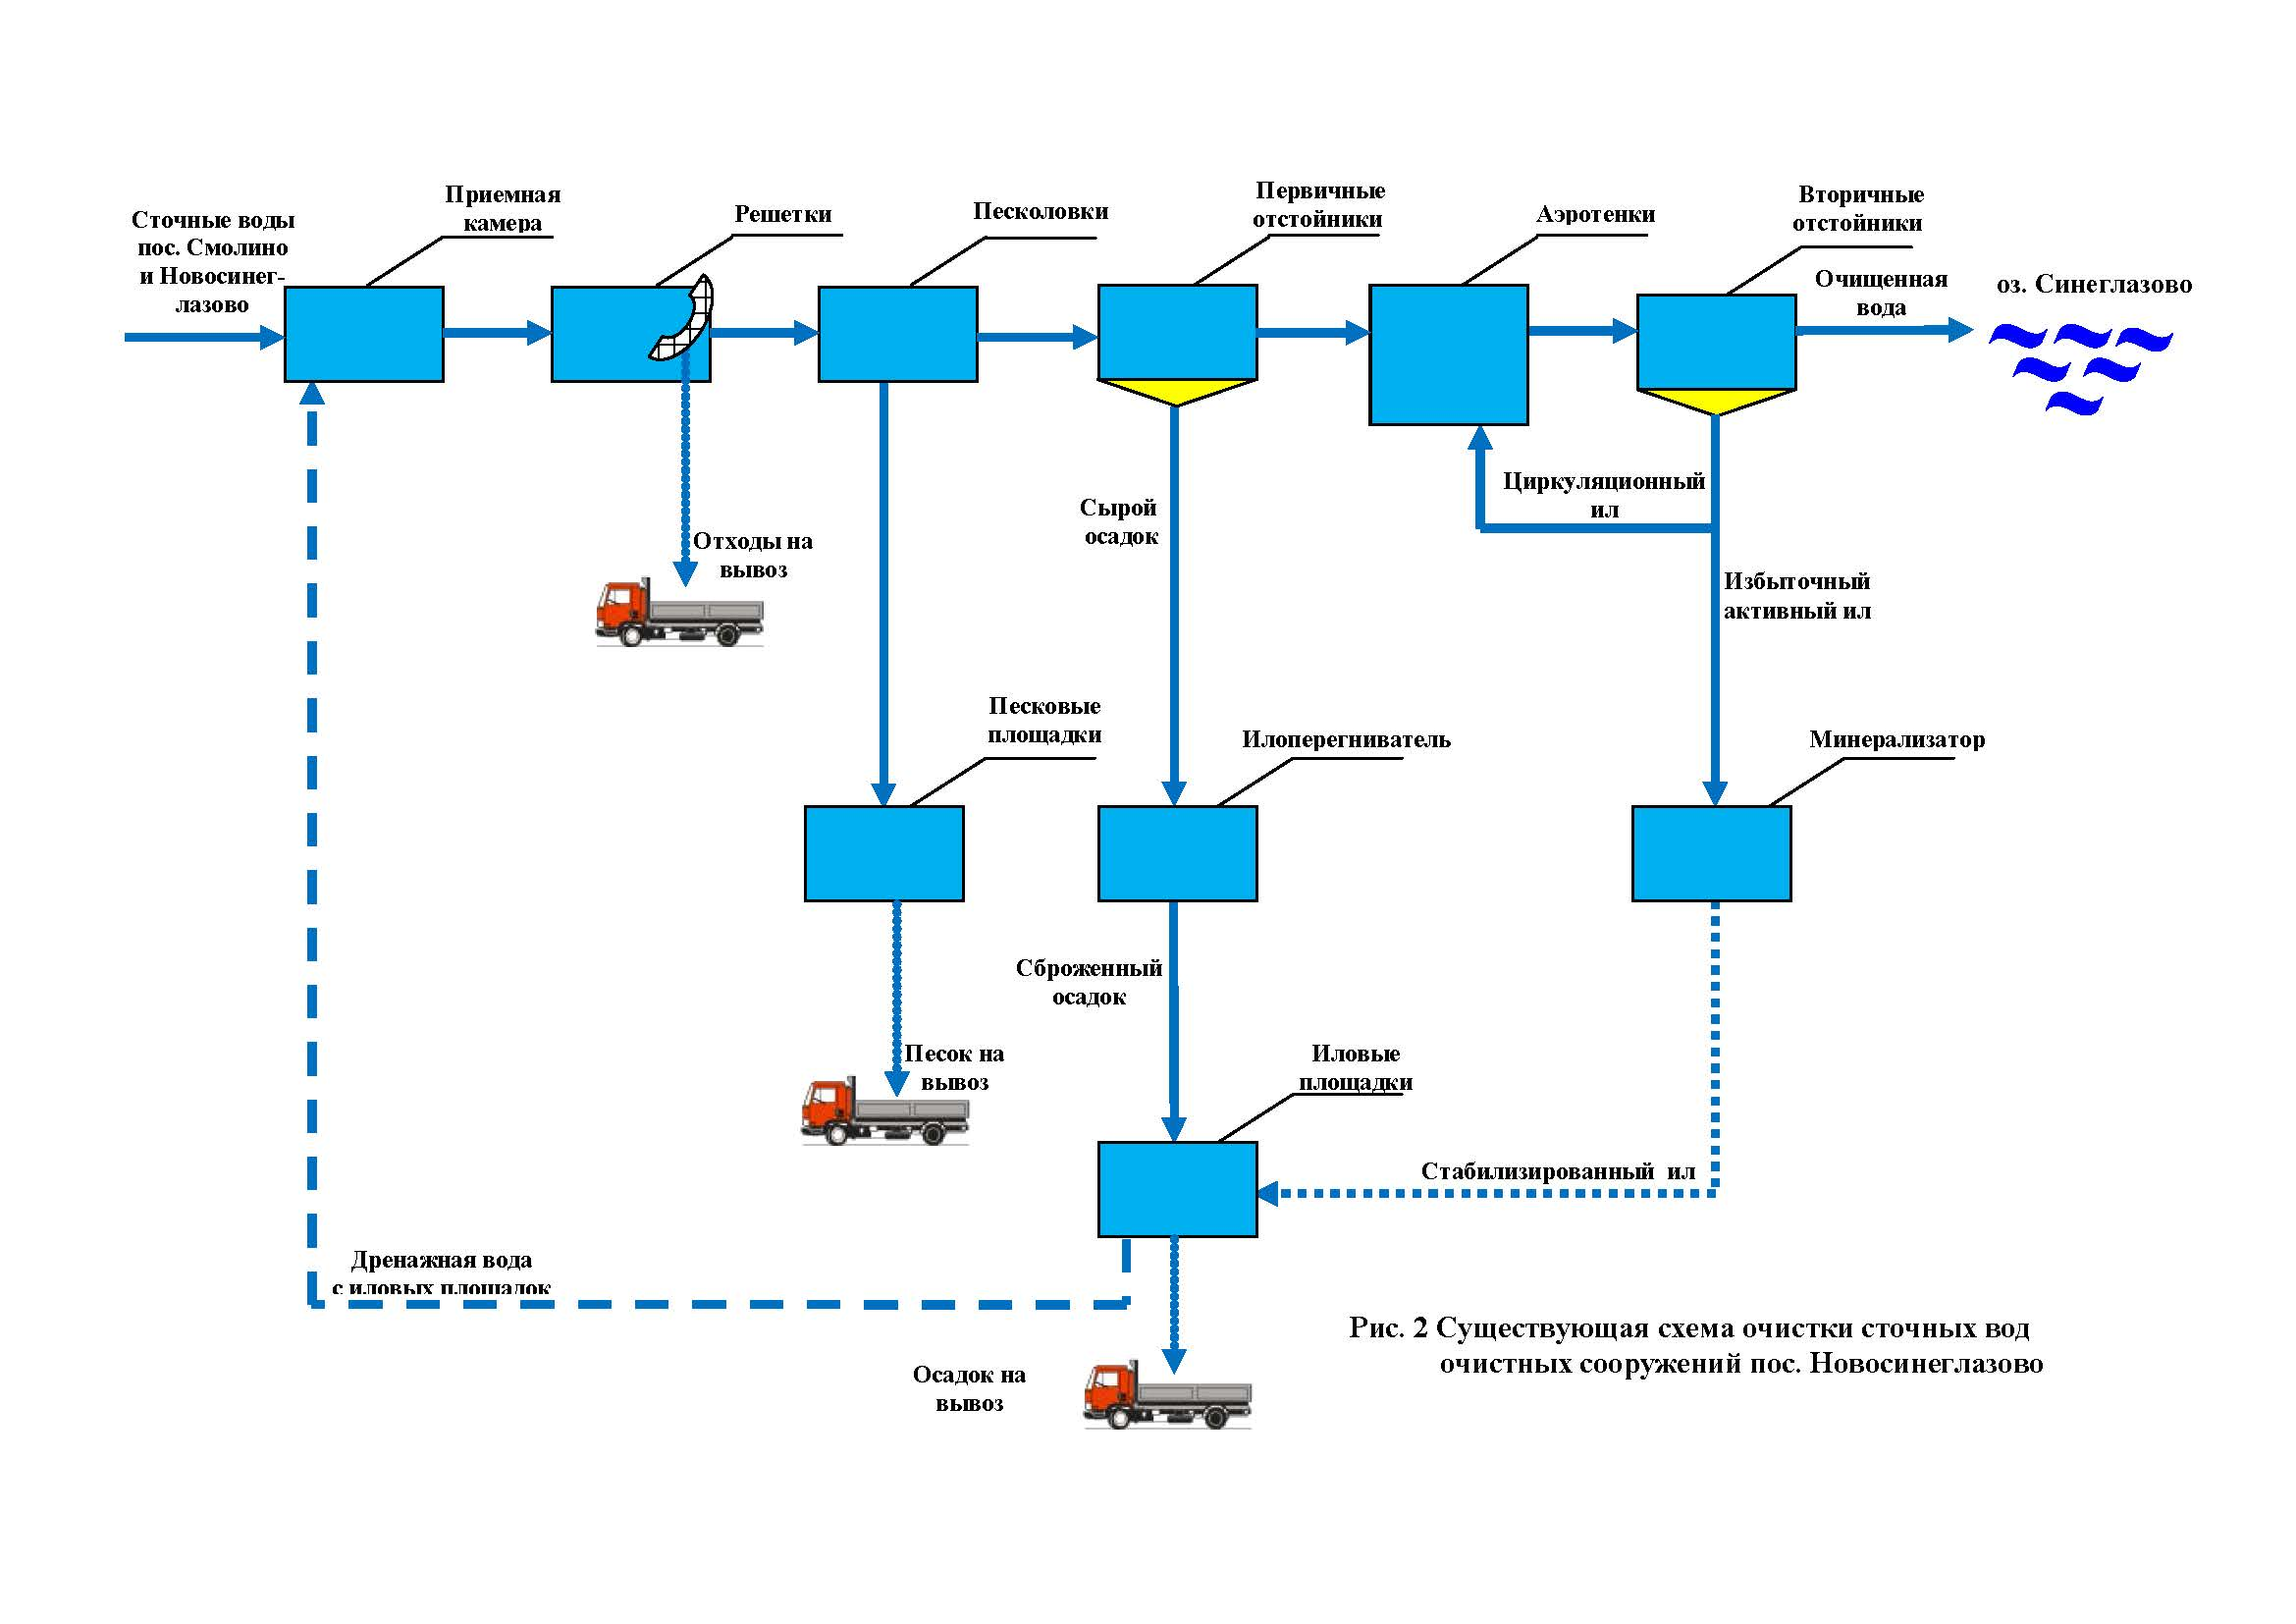 Сточные воды
пос. Смолино
и Новосинег-
лазово
Приемная
камера
Решетки
Песколовки
Первичные
отстойники
Аэротенки
Вторичные
отстойники
Очищенная
вода
оз. Синеглазово
Циркуляционный
ил
Сырой
осадок
Отходы на
вывоз
Избыточный
активный ил
Песковые
площадки
Илоперегниватель
Минерализатор
Сброженный
осадок
Песок на
вывоз
Иловые
площадки
Стабилизированный ил
Дренажная вода
с иловых площадок
Осадок на
вывоз
Рис. 2 Существующая схема очистки сточных вод
очистных сооружений пос. Новосинеглазово